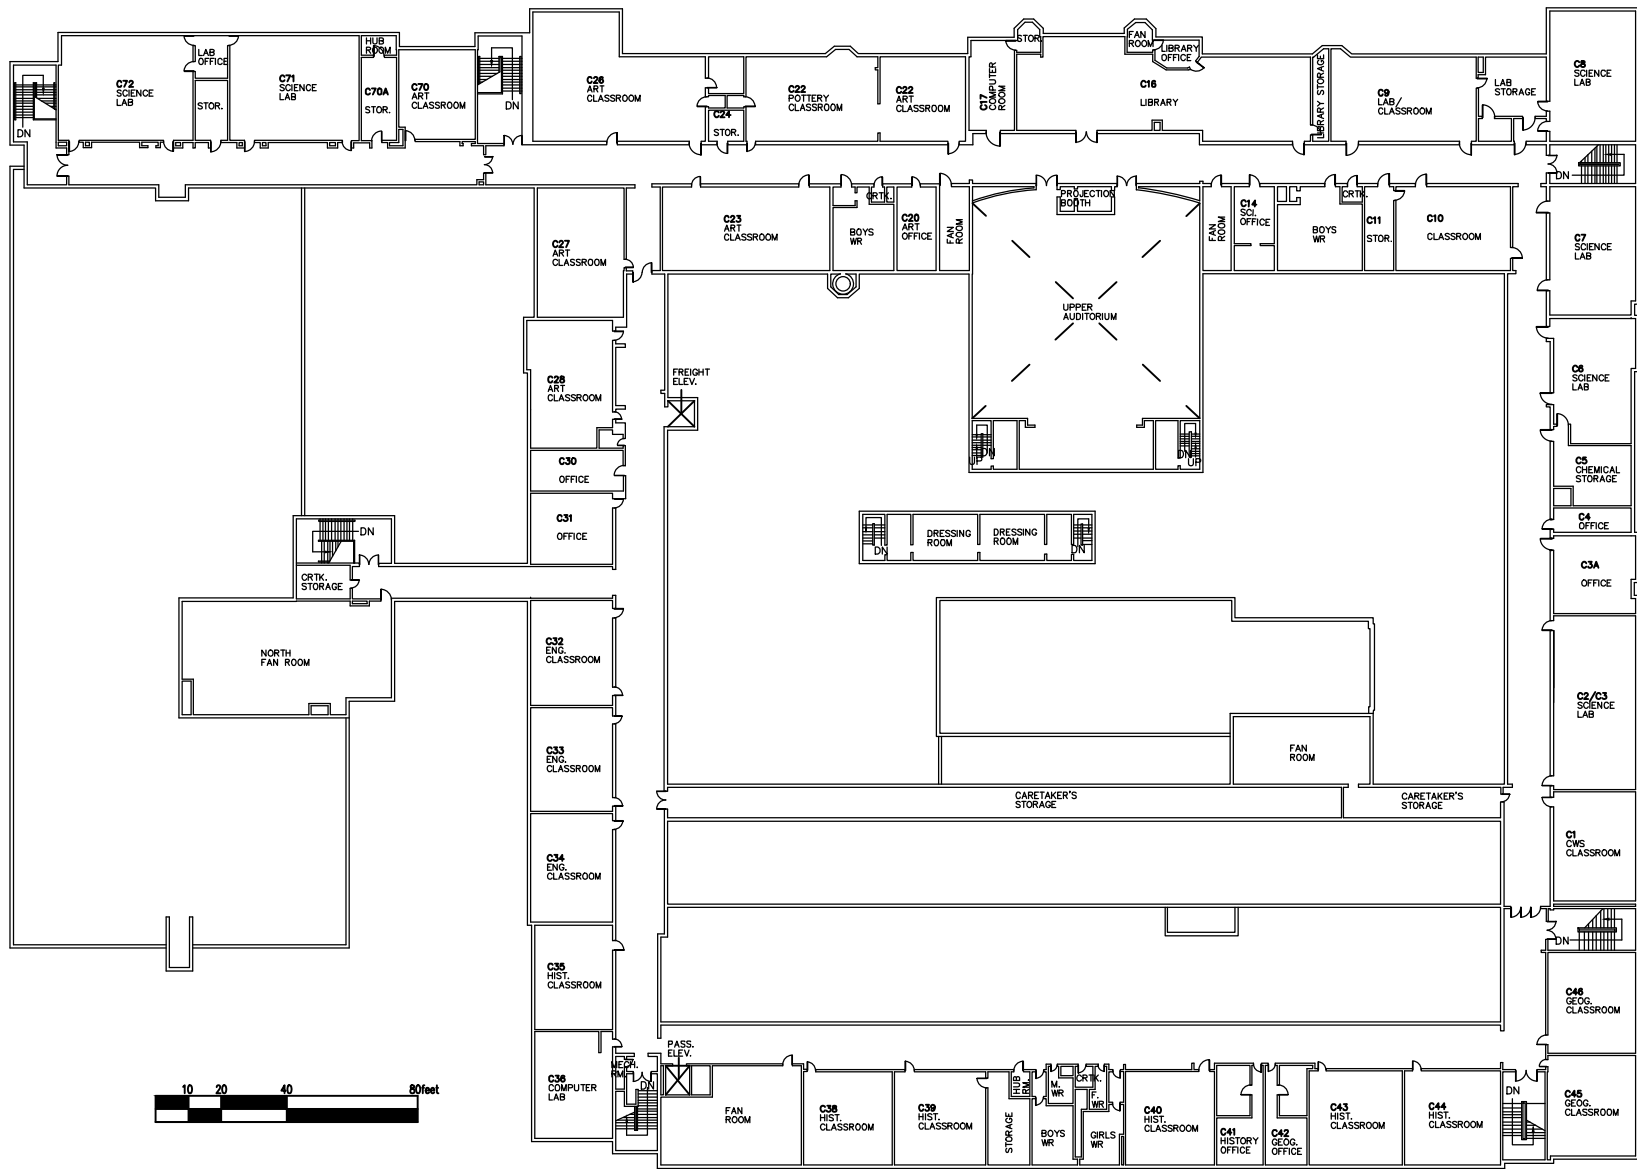 C72
SCIENCE
LAB
LAB
OFFICE
STOR.
C71
SCIENCE
LAB
HUB
ROOM
C70A
STOR.
C70
ART
CLASSROOM
DN
DN
C26
ART
CLASSROOM
C24
STOR.
C22
POTTERY
CLASSROOM
C22
ART
CLASSROOM
C17
COMPUTER
ROOM
STOR.
FAN
ROOM
LIBRARY
OFFICE
C16
LIBRARY
LIBRARY STORAGE
C9
LAB/
CLASSROOM
LAB
STORAGE
C8
SCIENCE
LAB
DN
C27
ART
CLASSROOM
C23
ART
CLASSROOM
BOYS
WR
CRTK.
C20
ART
OFFICE
FAN
ROOM
PROJECTION
BOOTH
UPPER
AUDITORIUM
FAN
ROOM
C14
SCI.
OFFICE
BOYS
WR
CRTK.
C11
STOR.
C10
CLASSROOM
C7
SCIENCE
LAB
C28
ART
CLASSROOM
FREIGHT
ELEV.
C6
SCIENCE
LAB
C30
OFFICE
DN
UP
DN
UP
C5
CHEMICAL
STORAGE
C31
OFFICE
DN
DRESSING
ROOM
DRESSING
ROOM
DN
C4
OFFICE
DN
CRTK.
STORAGE
C3A
OFFICE
NORTH
FAN ROOM
C32
ENG.
CLASSROOM
C2/C3
SCIENCE
LAB
C33
ENG.
CLASSROOM
FAN
ROOM
CARETAKER'S
STORAGE
CARETAKER'S
STORAGE
C34
ENG.
CLASSROOM
C1
CWS
CLASSROOM
DN
C35
HIST.
CLASSROOM
C46
GEOG.
CLASSROOM
C36
COMPUTER
LAB
MECH.
RM.
DN
PASS.
ELEV.
FAN
ROOM
C38
HIST.
CLASSROOM
C39
HIST.
CLASSROOM
STORAGE
HUB
RM.
BOYS
WR
M.
WR
CRTK.
F.
WR
GIRLS
WR
C40
HIST.
CLASSROOM
C41
HISTORY
OFFICE
C42
GEOG.
OFFICE
C43
HIST.
CLASSROOM
C44
HIST.
CLASSROOM
DN
C45
GEOG.
CLASSROOM
10 20 40 80feet